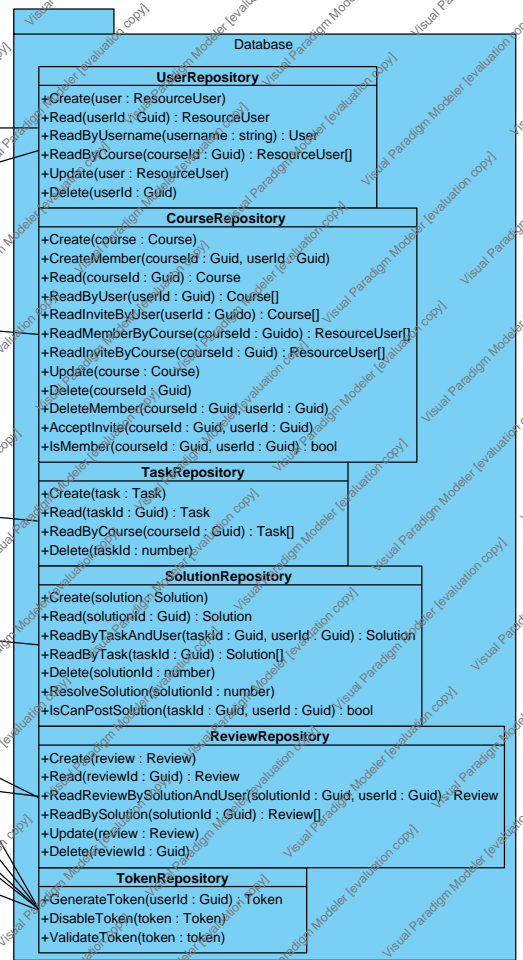 Database
UserRepository
+Create(user : ResourceUser)
+Read(userId : Guid) : ResourceUser
+ReadByUsername(username : string) : User
+ReadByCourse(courseId : Guid) : ResourceUser[]
+Update(user : ResourceUser)
+Delete(userId : Guid)
CourseRepository
+Create(course : Course)
+CreateMember(courseId : Guid, userId : Guid)
+Read(courseId : Guid) : Course
+ReadByUser(userId : Guid) : Course[]
+ReadInviteByUser(userId : Guido) : Course[]
+ReadMemberByCourse(courseId : Guido) : ResourceUser[]
+ReadInviteByCourse(courseId : Guid) : ResourceUser[]
+Update(course : Course)
+Delete(courseId : Guid)
+DeleteMember(courseId : Guid, userId : Guid)
+AcceptInvite(courseId : Guid, userId : Guid)
+IsMember(courseId : Guid, userId : Guid) : bool
TaskRepository
+Create(task : Task)
+Read(taskId : Guid) : Task
+ReadByCourse(courseId : Guid) : Task[]
+Delete(taskId : number)
SolutionRepository
+Create(solution : Solution)
+Read(solutionId : Guid) : Solution
+ReadByTaskAndUser(taskId : Guid, userId : Guid) : Solution
+ReadByTask(taskId : Guid) : Solution[]
+Delete(solutionId : number)
+ResolveSolution(solutionId : number)
+IsCanPostSolution(taskId : Guid, userId : Guid) : bool
ReviewRepository
+Create(review : Review)
+Read(reviewId : Guid) : Review
+ReadReviewBySolutionAndUser(solutionId : Guid, userId : Guid) : Review
+ReadBySolution(solutionId : Guid) : Review[]
+Update(review : Review)
+Delete(reviewId : Guid)
TokenRepository
+GenerateToken(userId : Guid) : Token
+DisableToken(token : Token)
+ValidateToken(token : token)
Visual Paradigm Modeler [evaluation copy]